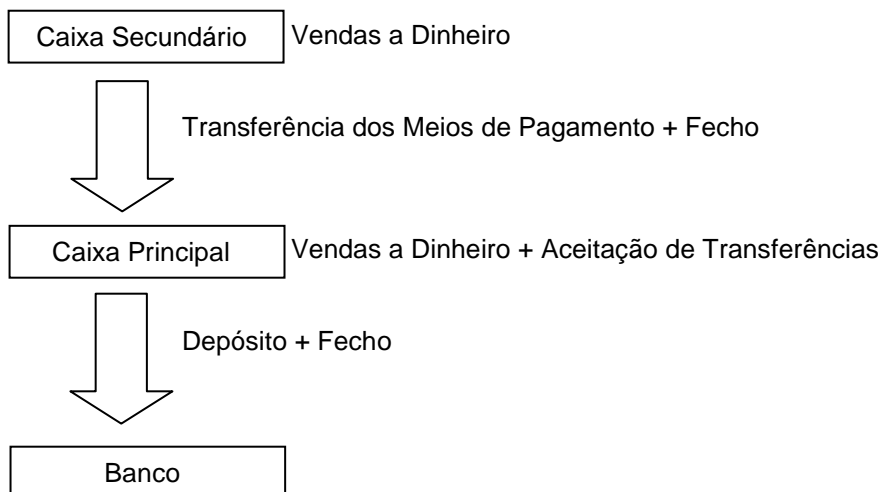 Caixa Secundário
Vendas a Dinheiro
Transferência dos Meios de Pagamento + Fecho
Caixa Principal
Vendas a Dinheiro + Aceitação de Transferências
Depósito + Fecho
Banco